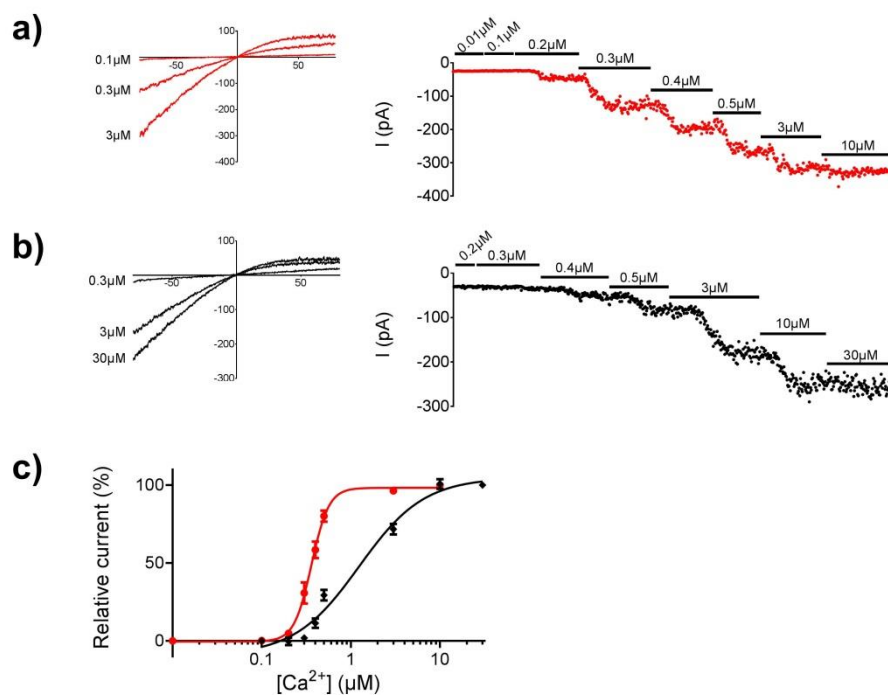 a)
100
-50
50
-100
-200
-300
-400
0.1µM
0.3µM
3µM
0.01µM
0.1µM
0.2µM
0.3µM
0.4µM
0.5µM
3µM
10µM
0
-100
-200
-300
-400
I (pA)
b)
100
-50
50
-100
-200
-300
0.3µM
3µM
30µM
0.2µM
0.3µM
0.4µM
0.5µM
3µM
10µM
30µM
0
-100
-200
-300
I (pA)
c)
100
50
0
Relative current (%)
0.1
1
10
[Ca²⁺] (µM)